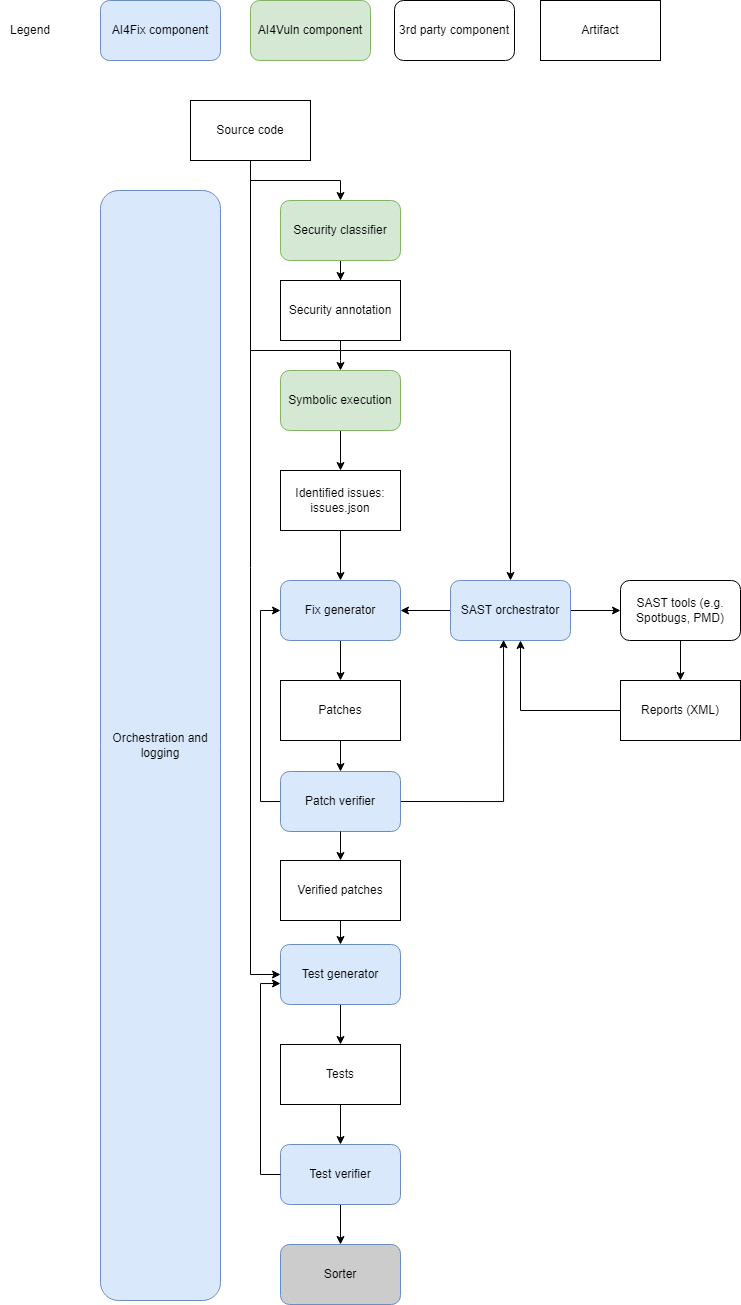 Legend
AI4Fix component
AI4Vuln component
3rd party component
Artifact
Source code
Security classifier
Security annotation
Symbolic execution
Identified issues:
issues.json
Fix generator
SAST orchestrator
SAST tools (e.g.
Spotbugs, PMD)
Patches
Reports (XML)
Orchestration and
logging
Patch verifier
Verified patches
Test generator
Tests
Test verifier
Sorter